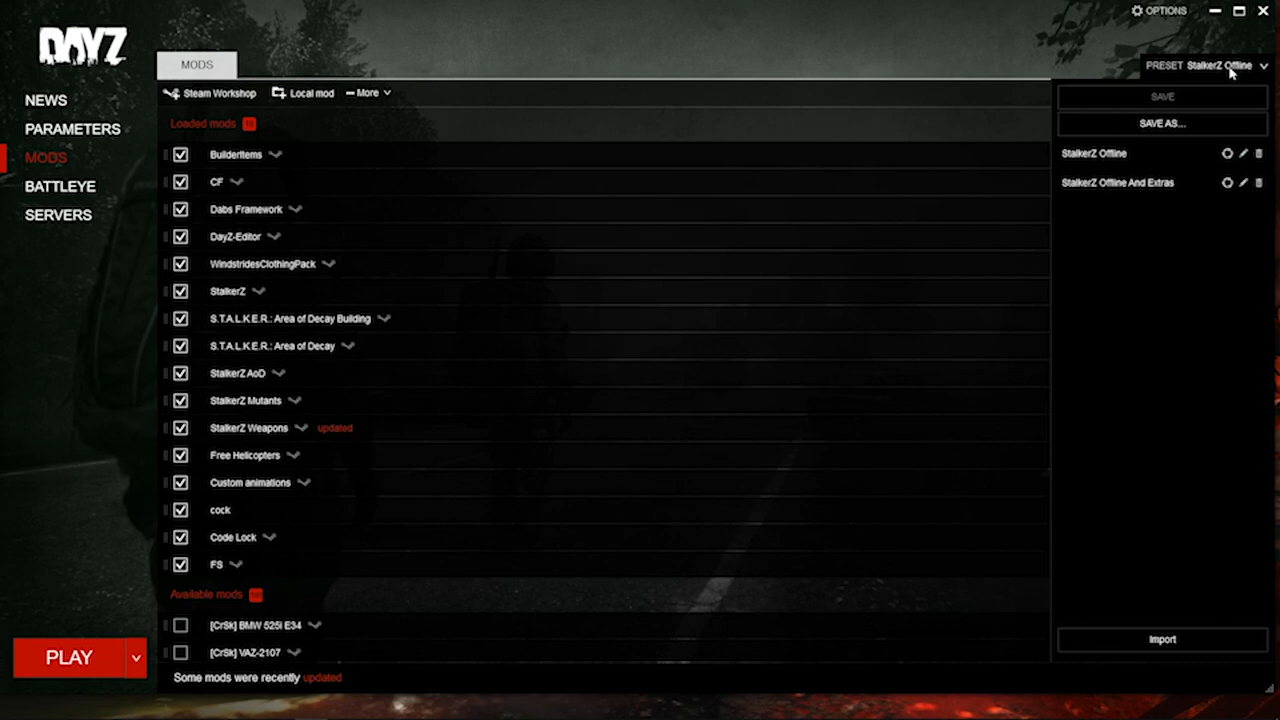 OPTIONS
DAYZ
MODS
PRESET StalkerZ Offline
NEWS
PARAMETERS
MODS
BATTLEYE
SERVERS
Steam Workshop
Local mod
More
Loaded mods
BuilderItems
CF
Dabs Framework
DayZ-Editor
WindstridesClothingPack
StalkerZ
S.T.A.L.K.E.R.: Area of Decay Building
S.T.A.L.K.E.R.: Area of Decay
StalkerZ AoD
StalkerZ Mutants
StalkerZ Weapons updated
Free Helicopters
Custom animations
cock
Code Lock
FS
Available mods
[CrSk] BMW 525i E34
[CrSk] VAZ-2107
Some mods were recently updated
PLAY
SAVE
SAVE AS...
StalkerZ Offline
StalkerZ Offline And Extras
Import